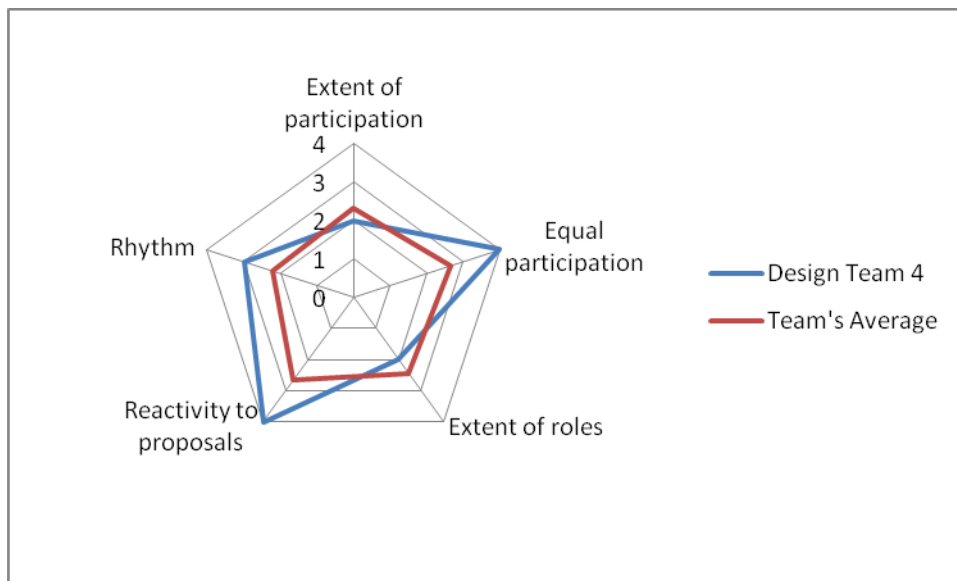 Extent of
participation
4
3
2
1
0
Equal
participation
Extent of roles
Reactivity to
proposals
Rhythm
Design Team 4
Team's Average